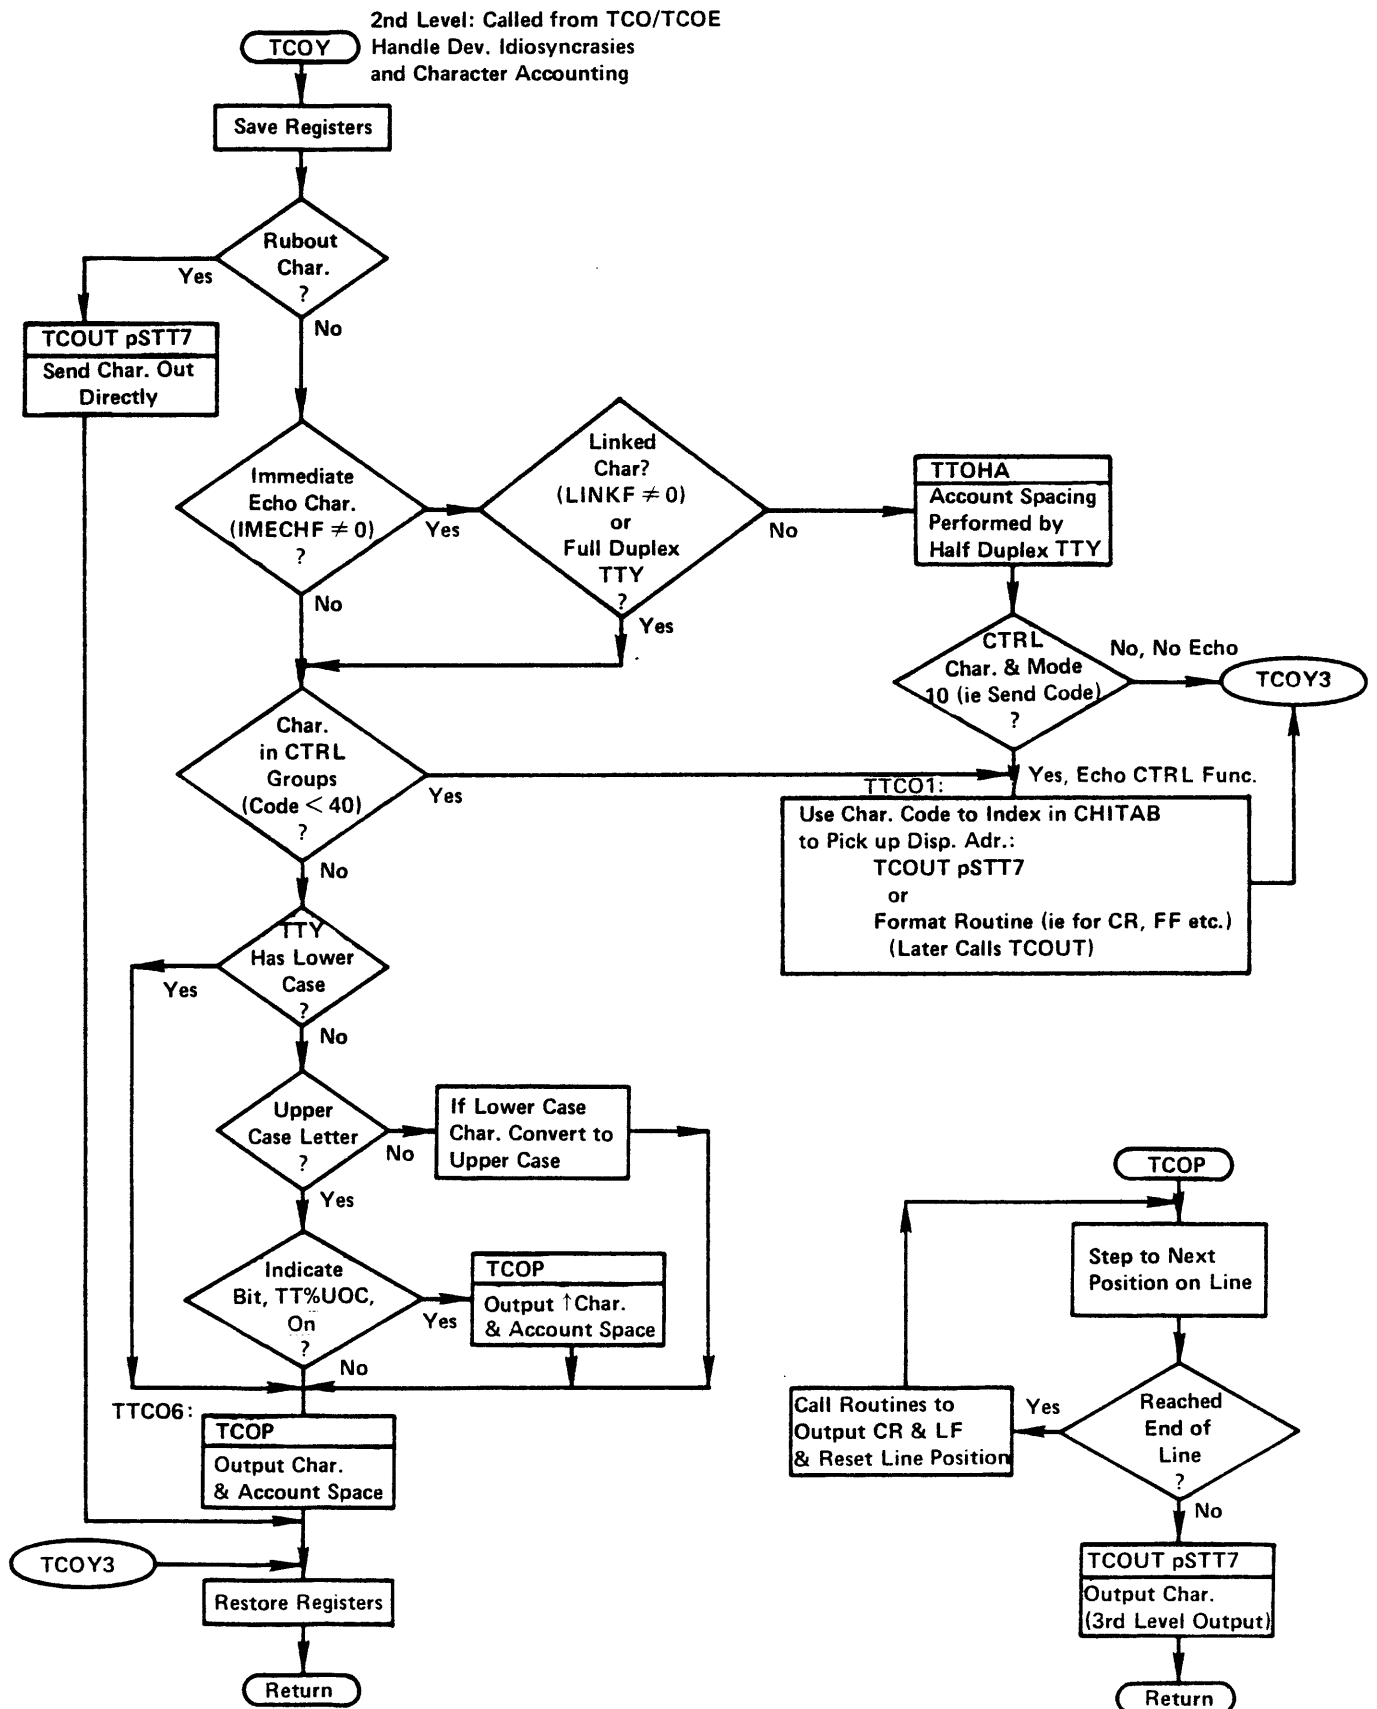 TCOY
2nd Level: Called from TCO/TCOE
Handle Dev. Idiosyncrasies
and Character Accounting
Save Registers
Rubout
Char.
?
Yes
No
TCOUT pSTT7
Send Char. Out
Directly
Immediate
Echo Char.
(IMECHF ≠ 0)
?
Yes
No
Linked
Char?
(LINKF ≠ 0)
or
Full Duplex
TTY
?
No
Yes
TTOHA
Account Spacing
Performed by
Half Duplex TTY
CTRL
Char. & Mode
10 (ie Send Code)
?
No, No Echo
TCOY3
Yes, Echo CTRL Func.
Char.
in CTRL
Groups
(Code < 40)
?
Yes
No
TTCO1:
Use Char. Code to Index in CHITAB
to Pick up Disp. Adr.:
TCOUT pSTT7
or
Format Routine (ie for CR, FF etc.)
(Later Calls TCOUT)
TTY
Has Lower
Case
?
Yes
No
Upper
Case Letter
?
No
Yes
If Lower Case
Char. Convert to
Upper Case
Indicate
Bit, TT%UOC,
On
?
Yes
No
TCOP
Output ↑Char.
& Account Space
TTCO6:
TCOP
Output Char.
& Account Space
TCOY3
Restore Registers
Return
TCOP
Step to Next
Position on Line
Reached
End of
Line
?
Yes
No
Call Routines to
Output CR & LF
& Reset Line Position
TCOUT pSTT7
Output Char.
(3rd Level Output)
Return